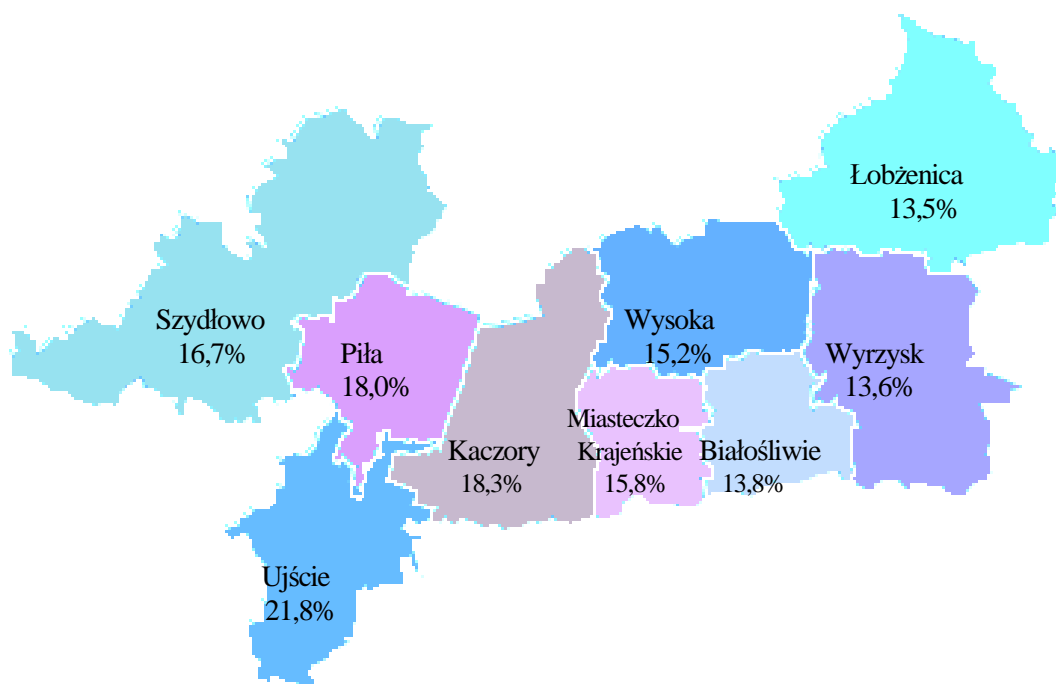 Łobżenica
13,5%
Szydłowo
16,7%
Piła
18,0%
Wysoka
15,2%
Wyrzysk
13,6%
Miasteczko
Krajeńskie
15,8%
Kaczory
18,3%
Białośliwie
13,8%
Ujście
21,8%